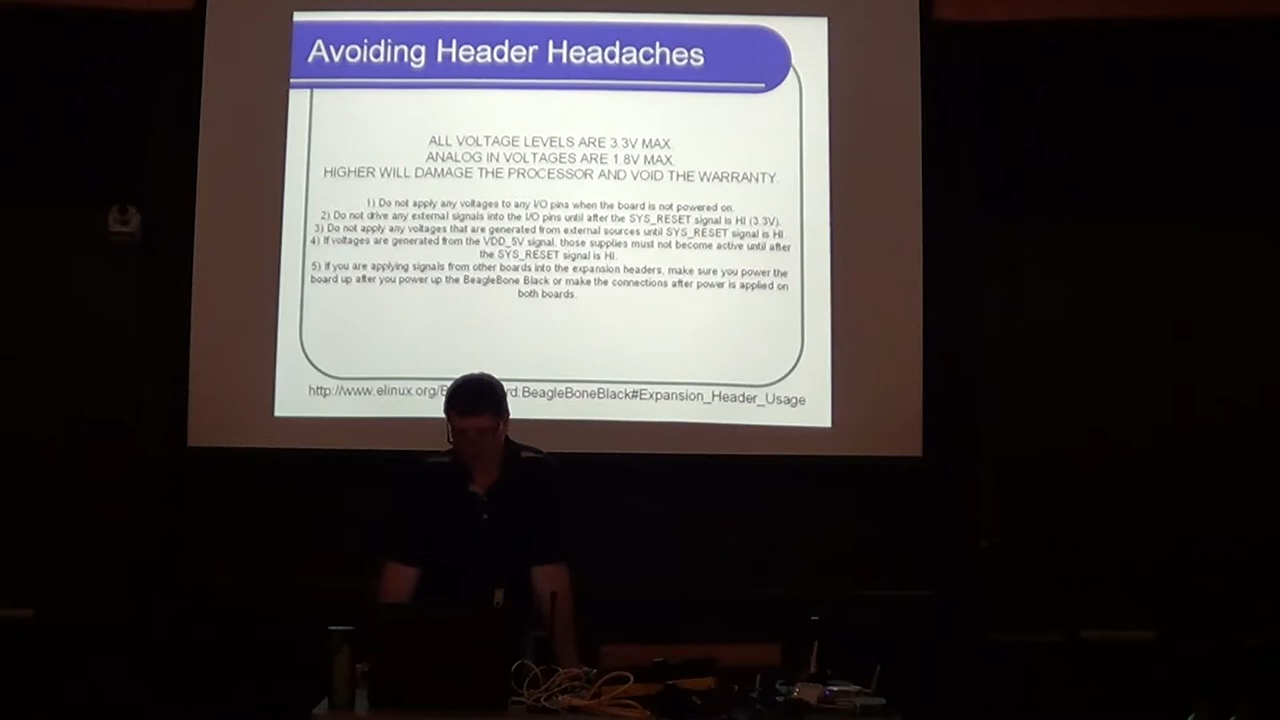 Avoiding Header Headaches
ALL VOLTAGE LEVELS ARE 3.3V MAX.
ANALOG IN VOLTAGES ARE 1.8V MAX.
HIGHER WILL DAMAGE THE PROCESSOR AND VOID THE WARRANTY.
1) Do not apply any voltages to any I/O pins when the board is not powered on.
2) Do not drive any external signals into the I/O pins until after the SYS_RESET signal is HI (3.3V).
3) Do not apply any voltages that are generated from external sources until SYS_RESET signal is HI.
4) If voltages are generated from the VDD_5V signal, those supplies must not become active until after
the SYS_RESET signal is HI.
5) If you are applying signals from other boards into the expansion headers, make sure you power the
board up after you power up the BeagleBone Black or make the connections after power is applied on
both boards.
http://www.elinux.org/ rd:BeagleBoneBlack#Expansion_Header_Usage